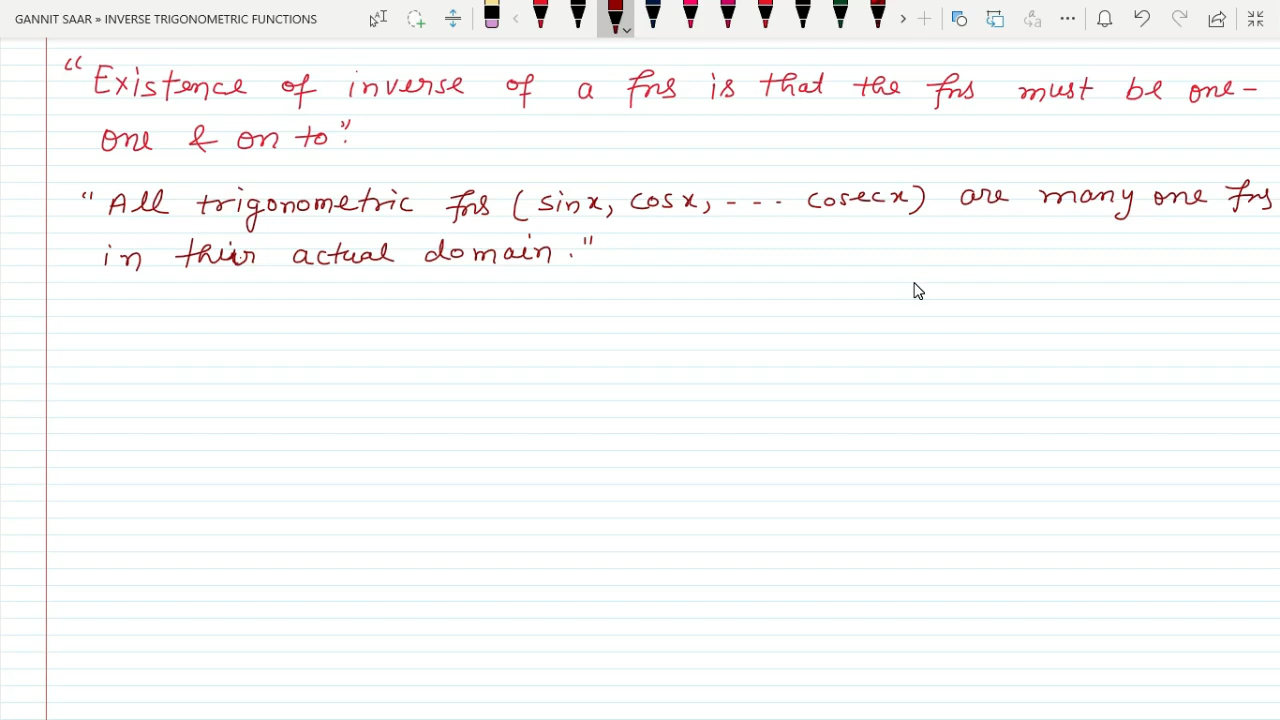 GANNIT SAAR » INVERSE TRIGONOMETRIC FUNCTIONS
"Existence of inverse of a fns is that the fns must be one-
one & on to".
"All trigonometric fns (sinx, cosx, --- cosecx) are many one fns
in their actual domain."